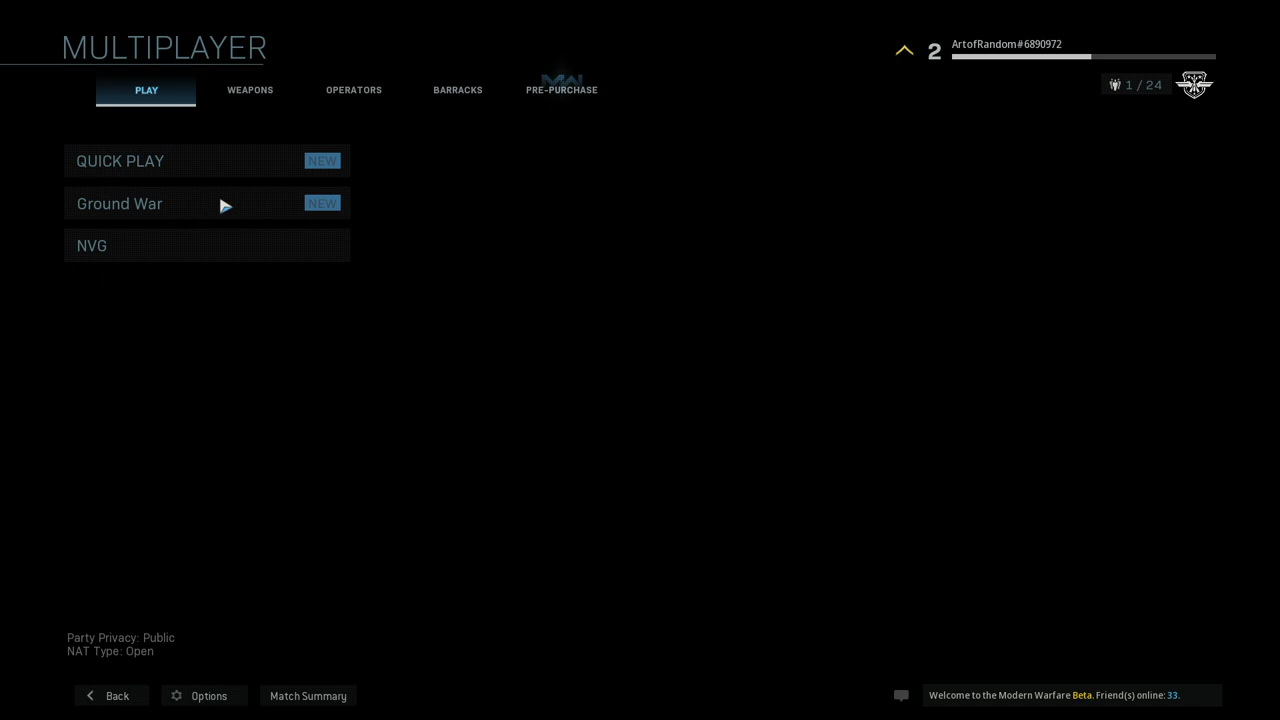 MULTIPLAYER
2
ArtofRandom#6890972
1 / 24
PLAY
WEAPONS
OPERATORS
BARRACKS
MW
PRE-PURCHASE
QUICK PLAY
NEW
Ground War
NEW
NVG
Party Privacy: Public
NAT Type: Open
Back
Options
Match Summary
Welcome to the Modern Warfare Beta. Friend(s) online: 33.